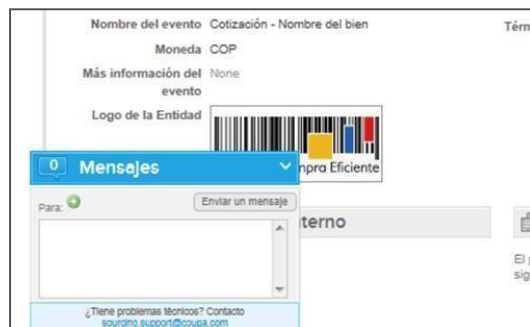 Nombre del evento Cotización - Nombre del bien
Térm
Moneda COP
Más información del evento None
Logo de la Entidad
mpra Eficiente
0 Mensajes
Para: Enviar un mensaje
terno
El p
sig
¿Tiene problemas técnicos? Contacto
sourcing.support@coupa.com